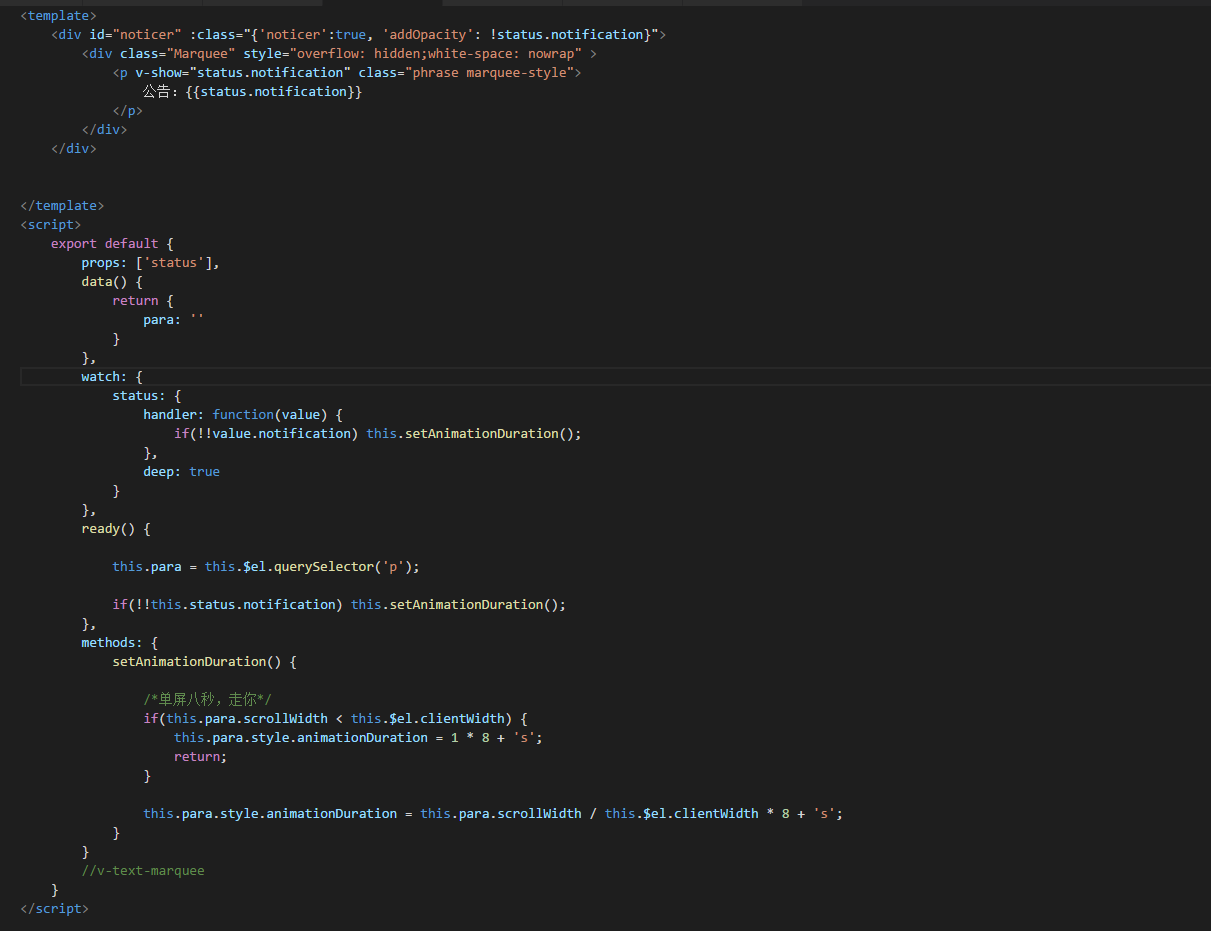 <template>
<div id="noticer" :class="{'noticer':true, 'addOpacity': !status.notification}">
<div class="Marquee" style="overflow: hidden;white-space: nowrap" >
<p v-show="status.notification" class="phrase marquee-style">
公告：{{status.notification}}
</p>
</div>
</div>
</template>
<script>
export default {
props: ['status'],
data() {
return {
para: ''
}
},
watch: {
status: {
handler: function(value) {
if(!!value.notification) this.setAnimationDuration();
},
deep: true
}
},
ready() {
this.para = this.$el.querySelector('p');
if(!!this.status.notification) this.setAnimationDuration();
},
methods: {
setAnimationDuration() {
/*单屏八秒，走你*/
if(this.para.scrollWidth < this.$el.clientWidth) {
this.para.style.animationDuration = 1 * 8 + 's';
return;
}
this.para.style.animationDuration = this.para.scrollWidth / this.$el.clientWidth * 8 + 's';
}
}
//v-text-marquee
}
</script>